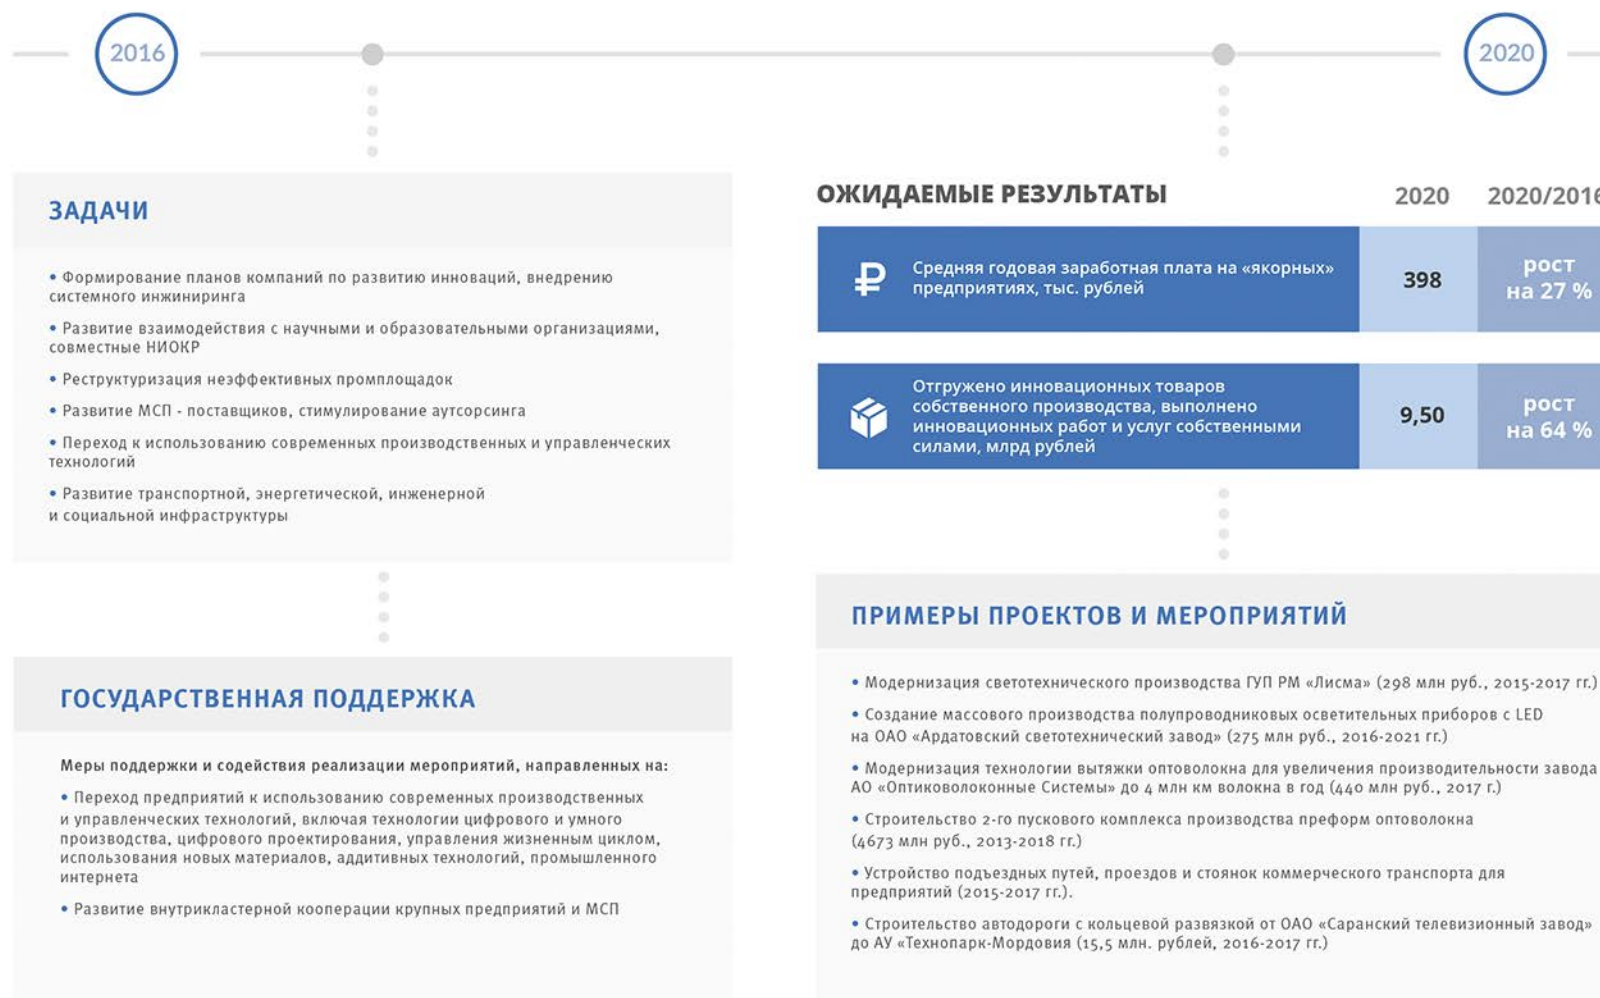 2016
2020
ЗАДАЧИ
• Формирование планов компаний по развитию инноваций, внедрению
системного инжиниринга
• Развитие взаимодействия с научными и образовательными организациями,
совместные НИОКР
• Реструктуризация неэффективных промплощадок
• Развитие МСП - поставщиков, стимулирование аутсорсинга
• Переход к использованию современных производственных и управленческих
технологий
• Развитие транспортной, энергетической, инженерной
и социальной инфраструктуры
ГОСУДАРСТВЕННАЯ ПОДДЕРЖКА
Меры поддержки и содействия реализации мероприятий, направленных на:
• Переход предприятий к использованию современных производственных
и управленческих технологий, включая технологии цифрового и умного
производства, цифрового проектирования, управления жизненным циклом,
использования новых материалов, аддитивных технологий, промышленного
интернета
• Развитие внутрикластерной кооперации крупных предприятий и МСП
ОЖИДАЕМЫЕ РЕЗУЛЬТАТЫ 2020 2020/2016
₽ Средняя годовая заработная плата на «якорных»
предприятиях, тыс. рублей
398
рост
на 27 %
Отгружено инновационных товаров
собственного производства, выполнено
инновационных работ и услуг собственными
силами, млрд рублей
9,50
рост
на 64 %
ПРИМЕРЫ ПРОЕКТОВ И МЕРОПРИЯТИЙ
• Модернизация светотехнического производства ГУП РМ «Лисма» (298 млн руб., 2015-2017 гг.)
• Создание массового производства полупроводниковых осветительных приборов с LED
на ОАО «Ардатовский светотехнический завод» (275 млн руб., 2016-2021 гг.)
• Модернизация технологии вытяжки оптоволокна для увеличения производительности завода
АО «Оптиковолоконные Системы» до 4 млн км волокна в год (440 млн руб., 2017 г.)
• Строительство 2-го пускового комплекса производства преформ оптоволокна
(4673 млн руб., 2013-2018 гг.)
• Устройство подъездных путей, проездов и стоянок коммерческого транспорта для
предприятий (2015-2017 гг.).
• Строительство автодороги с кольцевой развязкой от ОАО «Саранский телевизионный завод»
до АУ «Технопарк-Мордовия (15,5 млн. рублей, 2016-2017 гг.)